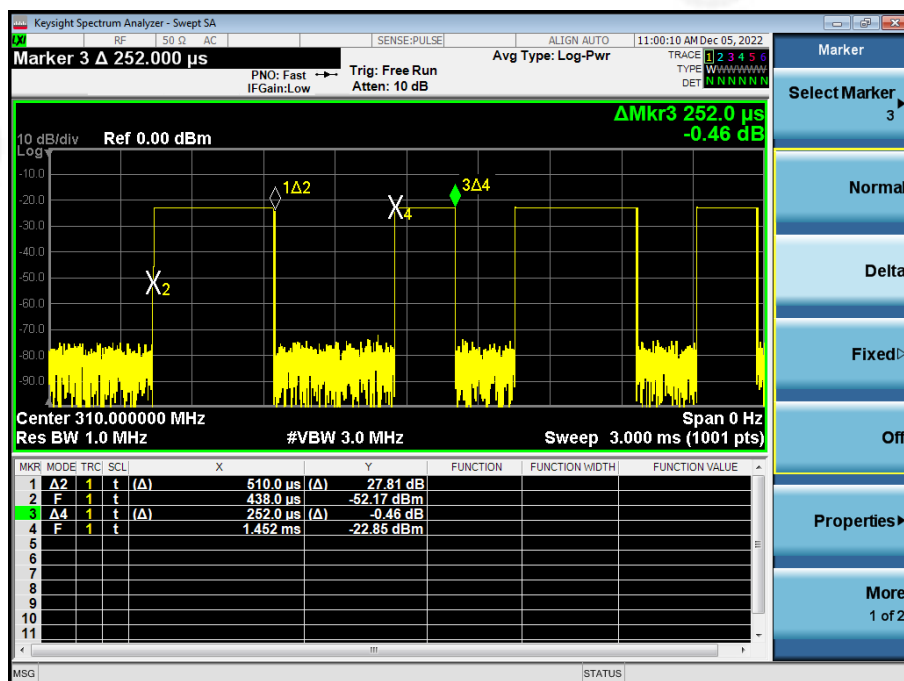 Keysight Spectrum Analyzer - Swept SA
LXI RF 50 Ω AC SENSE:PULSE ALIGN AUTO 11:00:10 AM Dec 05, 2022
Marker 3 Δ 252.000 µs
PNO: Fast
IFGain:Low
Trig: Free Run
Atten: 10 dB
Avg Type: Log-Pwr
TRACE 1 2 3 4 5 6
TYPE WWWWWW
DET N N N N N N
ΔMkr3 252.0 µs
-0.46 dB
10 dB/div Ref 0.00 dBm
Log
-10.0
-20.0
-30.0
-40.0
-50.0
-60.0
-70.0
-80.0
-90.0
1Δ2
3Δ4
4
2
Center 310.000000 MHz Span 0 Hz
Res BW 1.0 MHz #VBW 3.0 MHz Sweep 3.000 ms (1001 pts)
MKR MODE TRC SCL X Y FUNCTION FUNCTION WIDTH FUNCTION VALUE
1 Δ2 1 t (Δ) 510.0 µs (Δ) 27.81 dB
2 F 1 t 438.0 µs -52.17 dBm
3 Δ4 1 t (Δ) 252.0 µs (Δ) -0.46 dB
4 F 1 t 1.452 ms -22.85 dBm
5
6
7
8
9
10
11
MSG STATUS
Marker
Select Marker
3
Normal
Delta
Fixed
Off
Properties
More
1 of 2